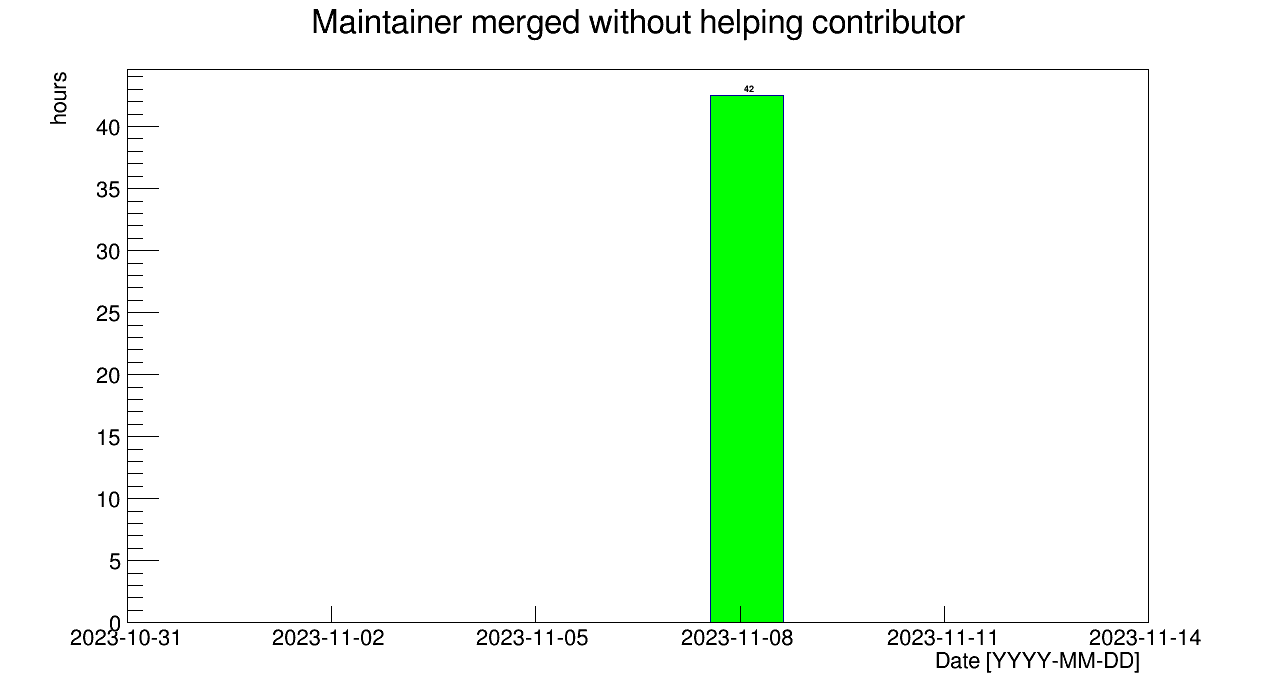 Maintainer merged without helping contributor
hours
42
40
35
30
25
20
15
10
5
0
2023-10-31 2023-11-02 2023-11-05 2023-11-08 2023-11-11 2023-11-14
Date [YYYY-MM-DD]